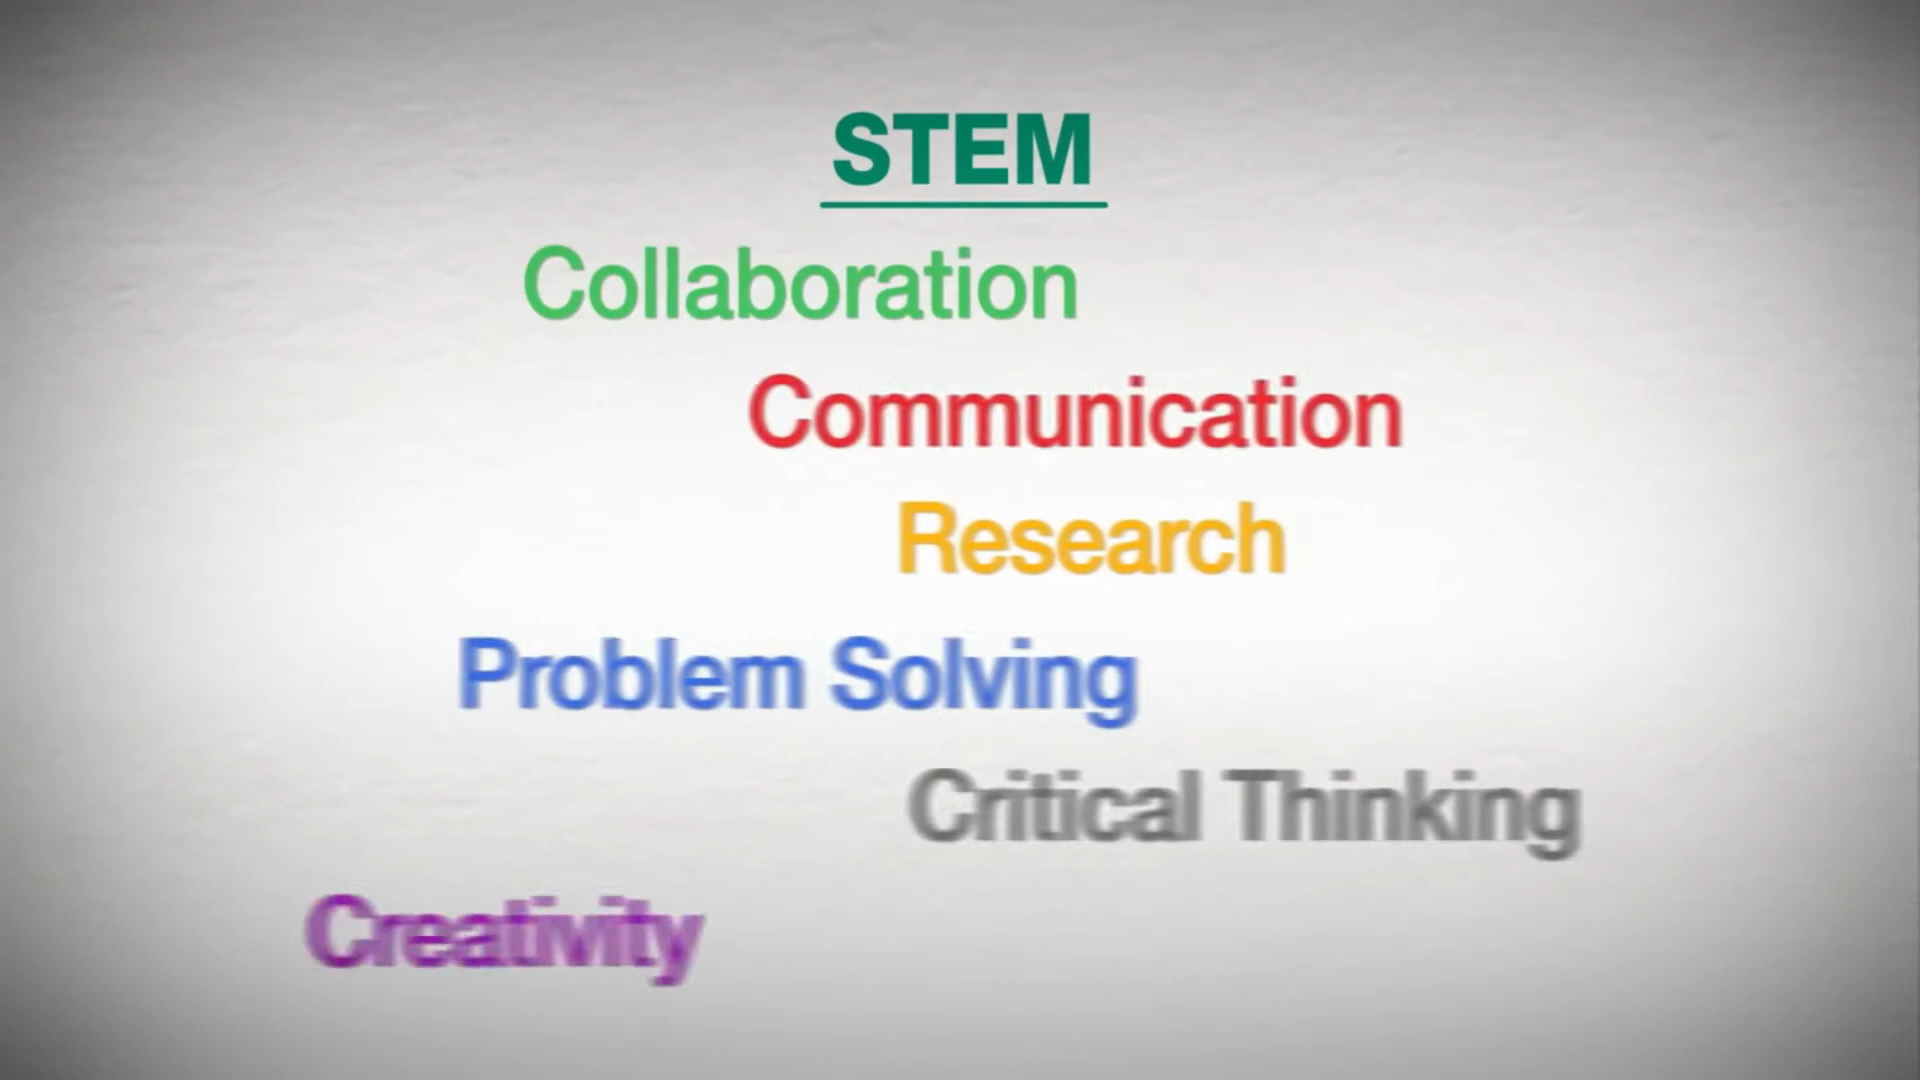 STEM
Collaboration
Communication
Research
Problem Solving
Critical Thinking
Creativity